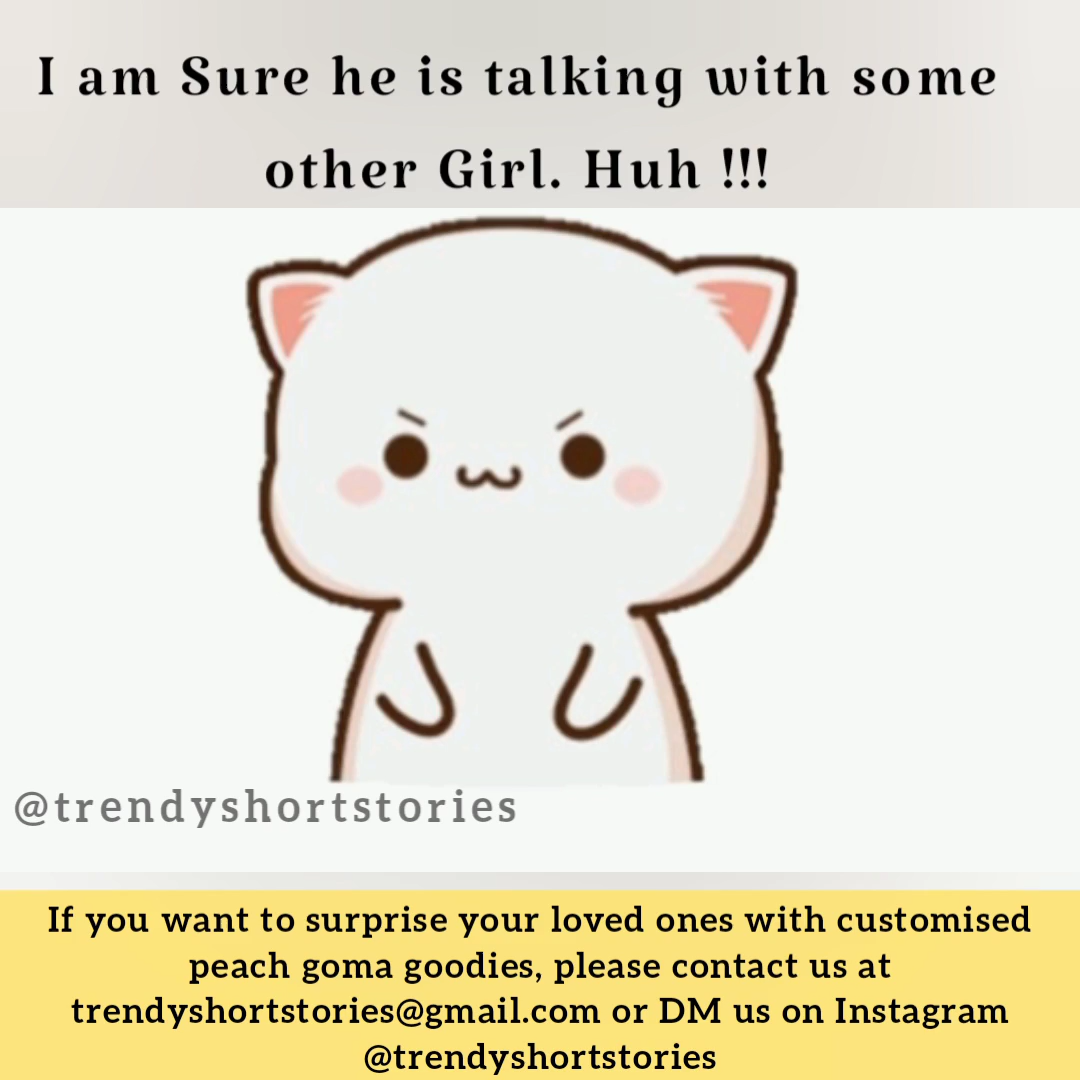 I am Sure he is talking with some
other Girl. Huh !!!
@trendyshortstories
If you want to surprise your loved ones with customised
peach goma goodies, please contact us at
trendyshortstories@gmail.com or DM us on Instagram
@trendyshortstories